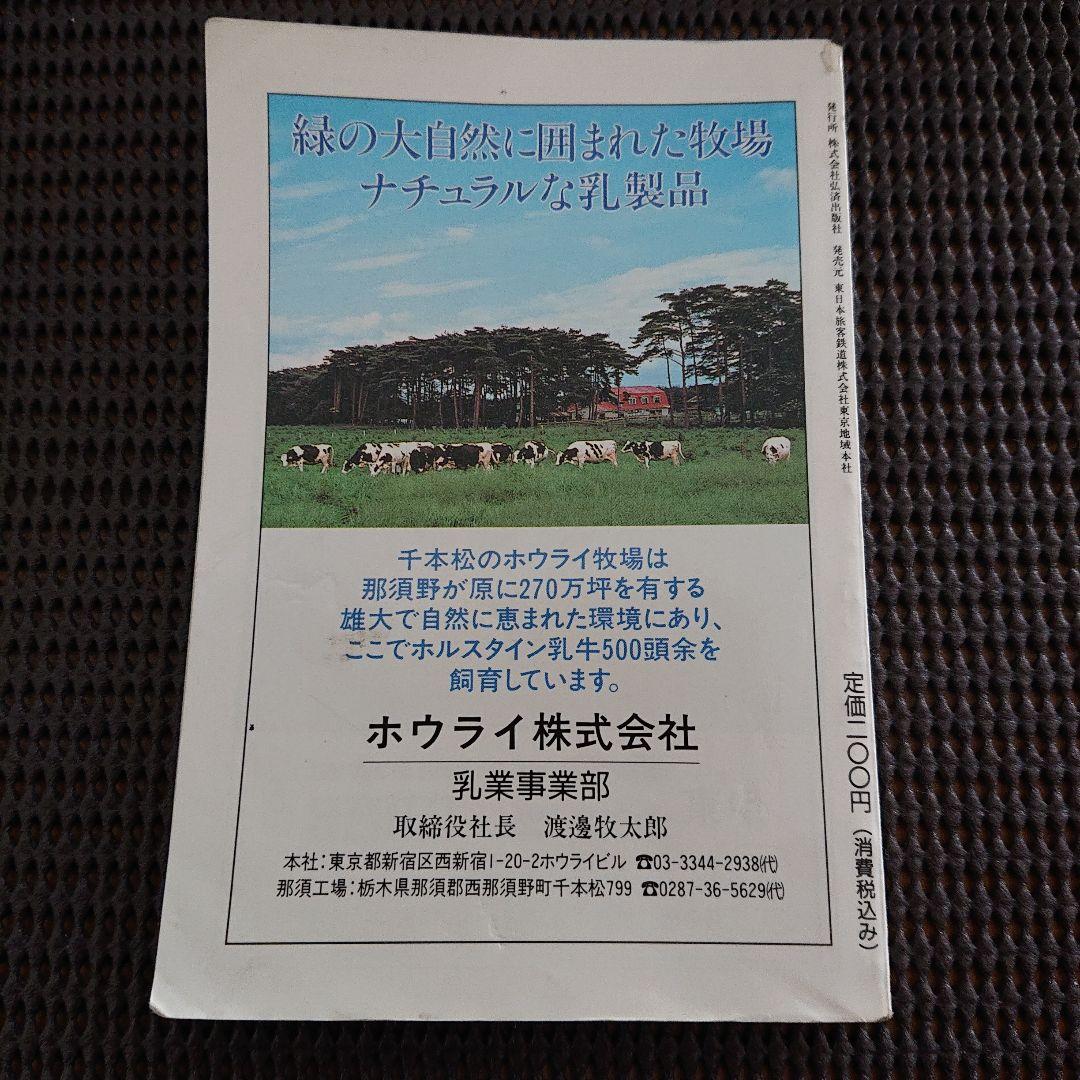 緑の大自然に囲まれた牧場
ナチュラルな乳製品
千本松のホウライ牧場は
那須野が原に270万坪を有する
雄大で自然に恵まれた環境にあり、
ここでホルスタイン乳牛500頭余を
飼育しています。
ホウライ株式会社
乳業事業部
取締役社長 渡邊牧太郎
本社:東京都新宿区西新宿1-20-2ホウライビル ☎03-3344-2938㈹
那須工場:栃木県那須郡西那須野町千本松799 ☎0287-36-5629㈹
発行所 株式会社弘済出版社 発売元 東日本旅客鉄道株式会社東京地域本社
定価二〇〇円(消費税込み)